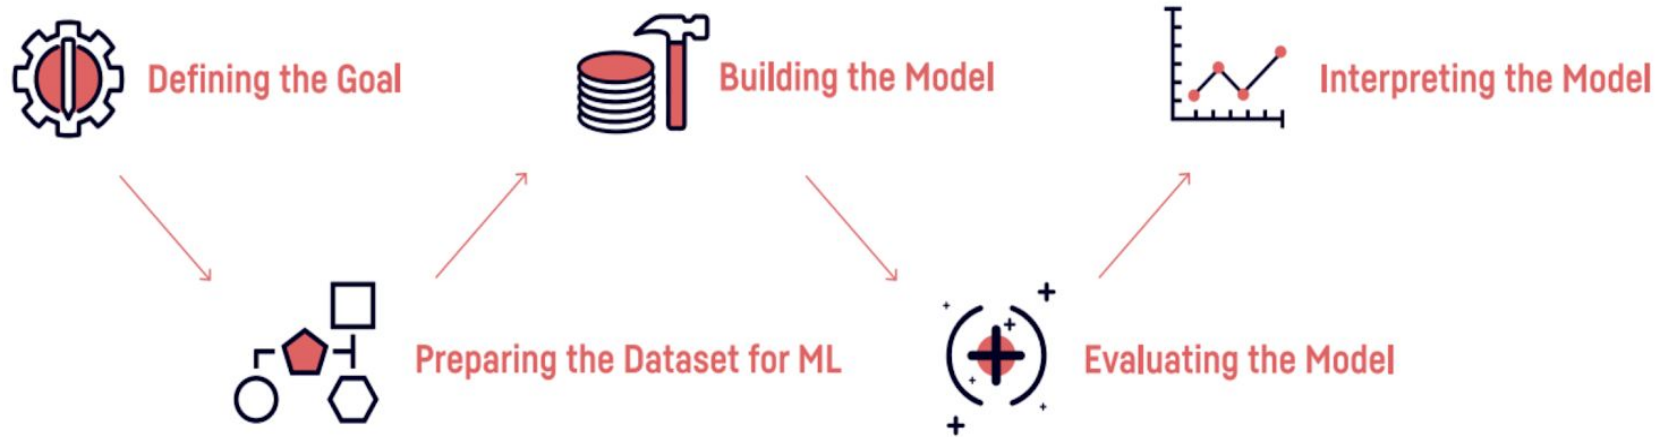 Defining the Goal
Preparing the Dataset for ML
Building the Model
Evaluating the Model
Interpreting the Model